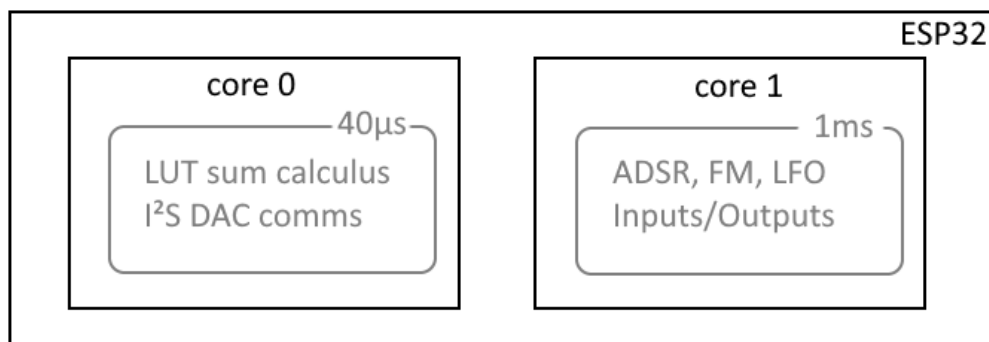 ESP32
core 0
40μs
LUT sum calculus
I²S DAC comms
core 1
1ms
ADSR, FM, LFO
Inputs/Outputs